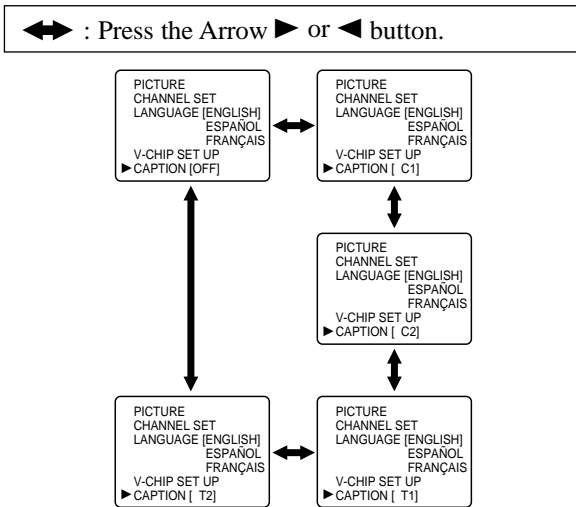 : Press the Arrow ► or ◄ button.
PICTURE
CHANNEL SET
LANGUAGE [ENGLISH]
ESPAÑOL
FRANÇAIS
V-CHIP SET UP
►CAPTION [OFF]
PICTURE
CHANNEL SET
LANGUAGE [ENGLISH]
ESPAÑOL
FRANÇAIS
V-CHIP SET UP
►CAPTION [ C1]
PICTURE
CHANNEL SET
LANGUAGE [ENGLISH]
ESPAÑOL
FRANÇAIS
V-CHIP SET UP
►CAPTION [ C2]
PICTURE
CHANNEL SET
LANGUAGE [ENGLISH]
ESPAÑOL
FRANÇAIS
V-CHIP SET UP
►CAPTION [ T2]
PICTURE
CHANNEL SET
LANGUAGE [ENGLISH]
ESPAÑOL
FRANÇAIS
V-CHIP SET UP
►CAPTION [ T1]